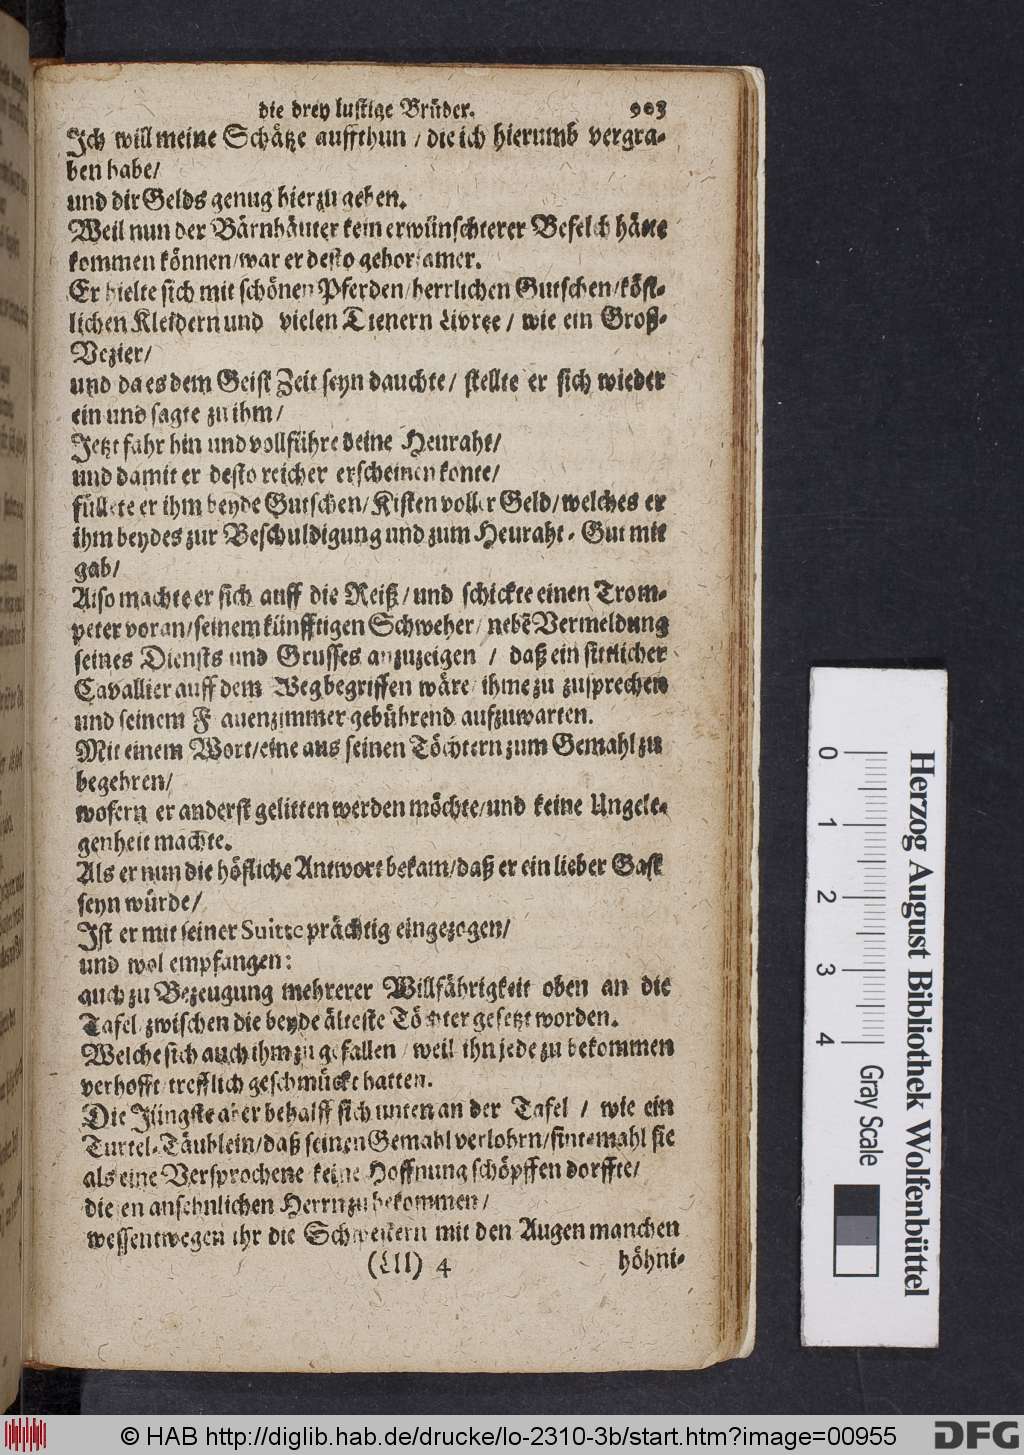 die drey lustige Brüder. 903
Ich will meine Schätze auffthun / die ich hierumb vergra-
ben habe/
und dir Gelds genug hierzu geben.
Weil nun der Bärnhäuter kein erwünschterer Befelch hätte
kommen können/war er desto gehorsamer.
Er hielte sich mit schönen Pferden/herrlichen Gutschen/köst-
lichen Kleidern und vielen Dienern Livree / wie ein Groß-
Vezier/
und da es dem Geist Zeit seyn dauchte/ stellte er sich wieder
ein und sagte zu ihm/
Jetzt fahr hin und vollführe deine Heuraht/
und damit er desto reicher erscheinen konte/
füllete er ihm beyde Gutschen/Kisten voller Geld/welches er
ihm beydes zur Beschuldigung und zum Heuraht-Gut mit
gab/
Also machte er sich auff die Reiß/und schickte einen Trom-
peter voran/seinem künfftigen Schweher/ nebẽ Vermeldung
seines Diensts und Grusses anzuzeigen / daß ein sittlicher
Cavallier auff dem Weg begriffen wäre/ ihme zu zusprechen
und seinem Frauenzimmer gebührend aufzuwarten.
Mit einem Wort/eine aus seinen Töchtern zum Gemahl zu
begehren/
wofern er anderst gelitten werden möchte/und keine Ungele-
genheit machte.
Als er nun die höfliche Antwort bekam/daß er ein lieber Gast
seyn würde/
Ist er mit seiner Suitte prächtig eingezogen/
und wol empfangen:
auch zu Bezeugung mehrerer Willfährigkeit oben an die
Tafel/zwischen die beyde älteste Töchter gesetzt worden.
Welche sich auch ihm zu gefallen / weil ihn jede zu bekommen
verhofft/trefflich geschmückt hatten.
Die Jüngste aber behalff sich unten an der Tafel / wie ein
Turtel-Täublein/daß seinen Gemahl verlohrn/sint-mahl sie
als eine Versprochene keine Hoffnung schöpffen dorffte/
diesen ansehnlichen Herrn zu bekommen/
wessentwegen ihr die Schwestern mit den Augen manchen
(Lll) 4 höhni-
0 1 2 3 4
Gray Scale
Herzog August Bibliothek Wolfenbüttel
© HAB http://diglib.hab.de/drucke/lo-2310-3b/start.htm?image=00955
DFG